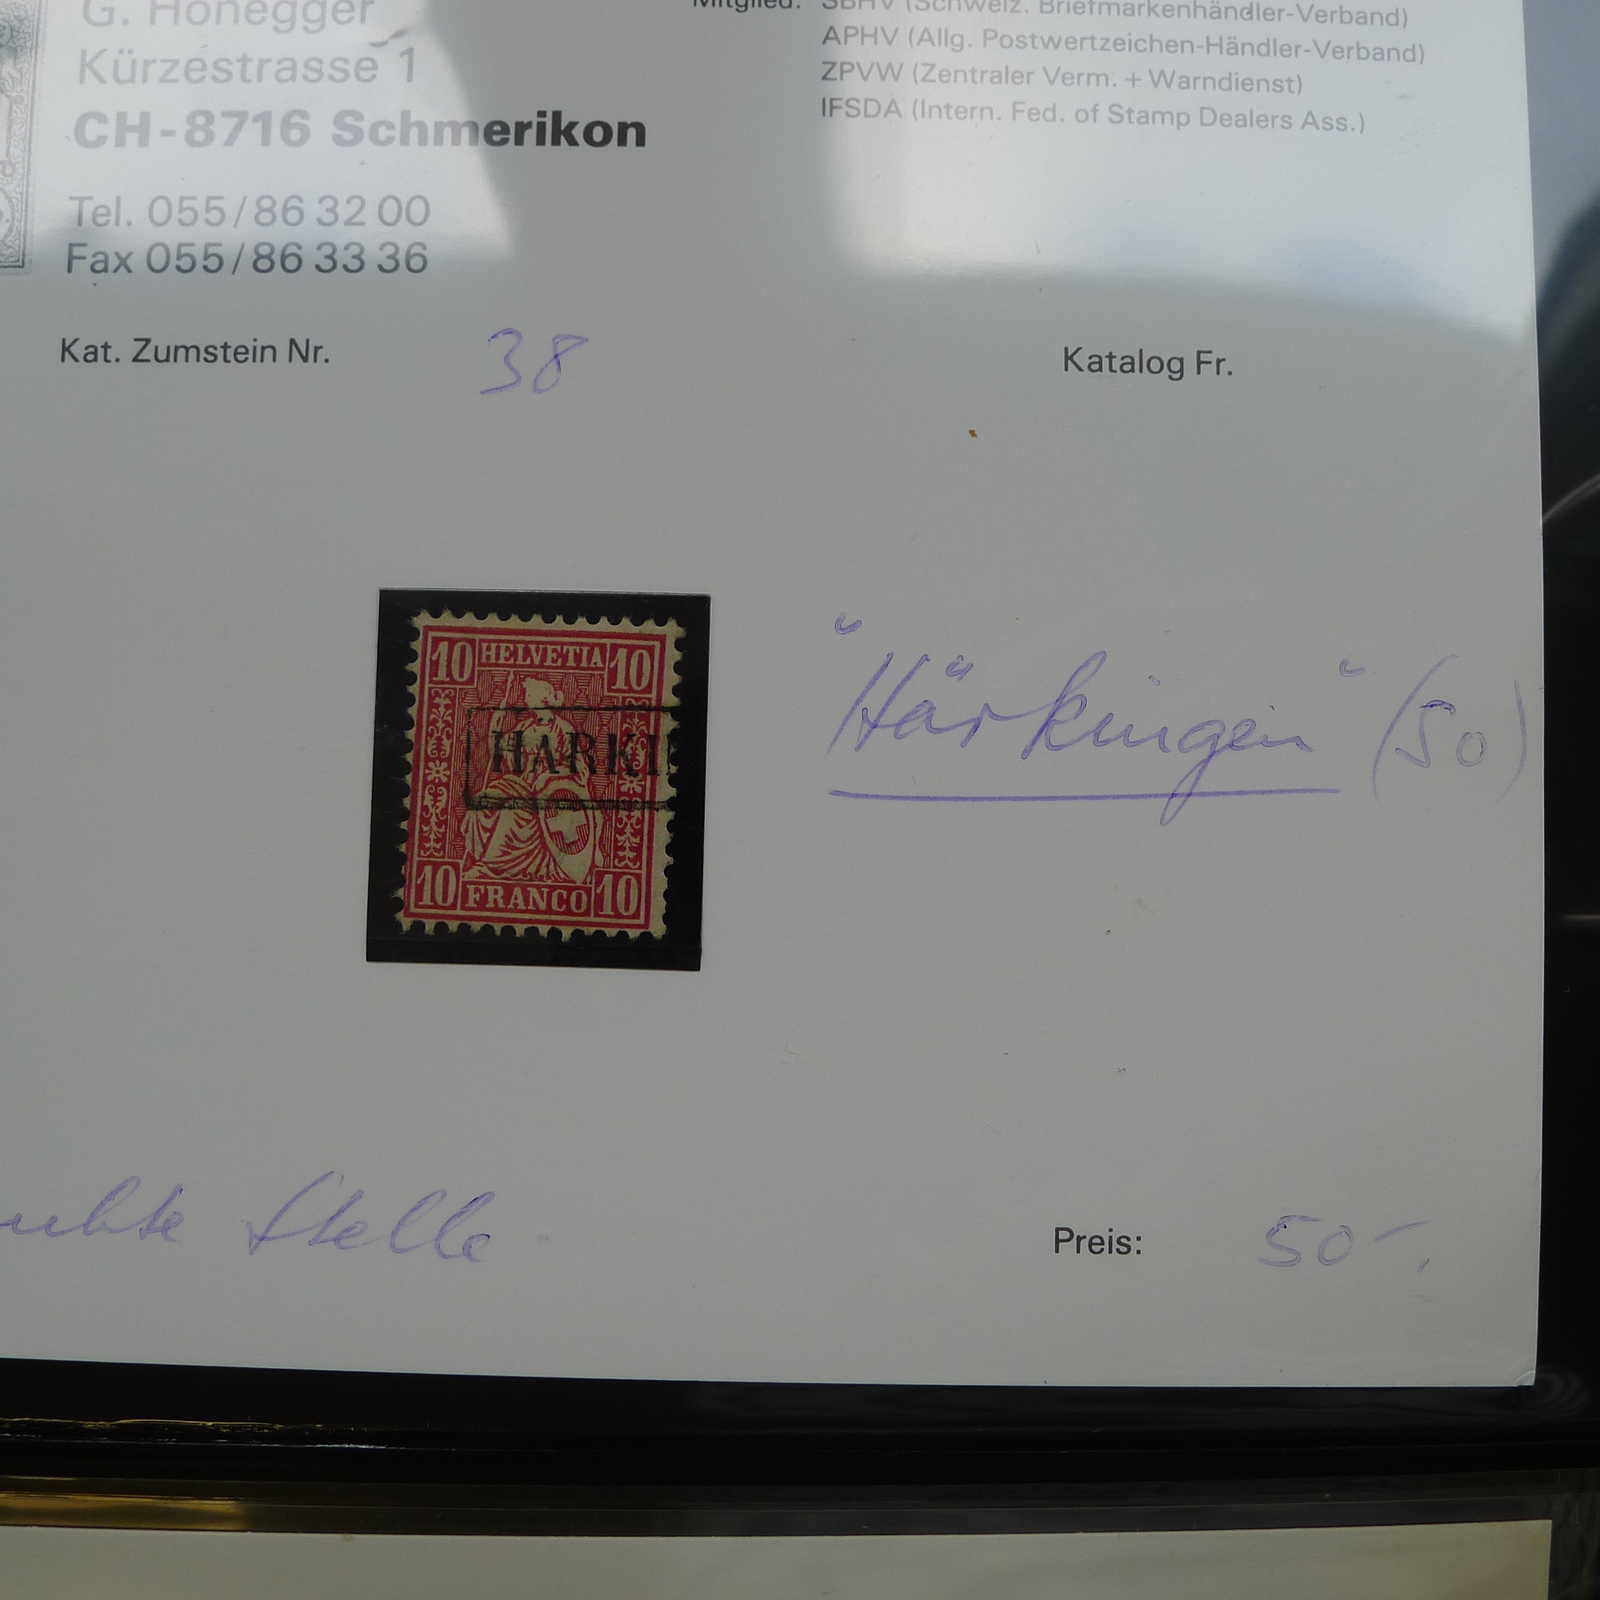 G. Honegger
Kürzestrasse 1
CH-8716 Schmerikon
Tel. 055/86 32 00
Fax 055/86 33 36
Mitglied: SBHV (Schweiz. Briefmarkenhändler-Verband)
APHV (Allg. Postwertzeichen-Händler-Verband)
ZPVW (Zentraler Verm. + Warndienst)
IFSDA (Intern. Fed. of Stamp Dealers Ass.)
Kat. Zumstein Nr. 38
Katalog Fr.
10 HELVETIA 10
HÄRKI
10 FRANCO 10
"Härkingen" (50)
Stelle
Preis: 50.-